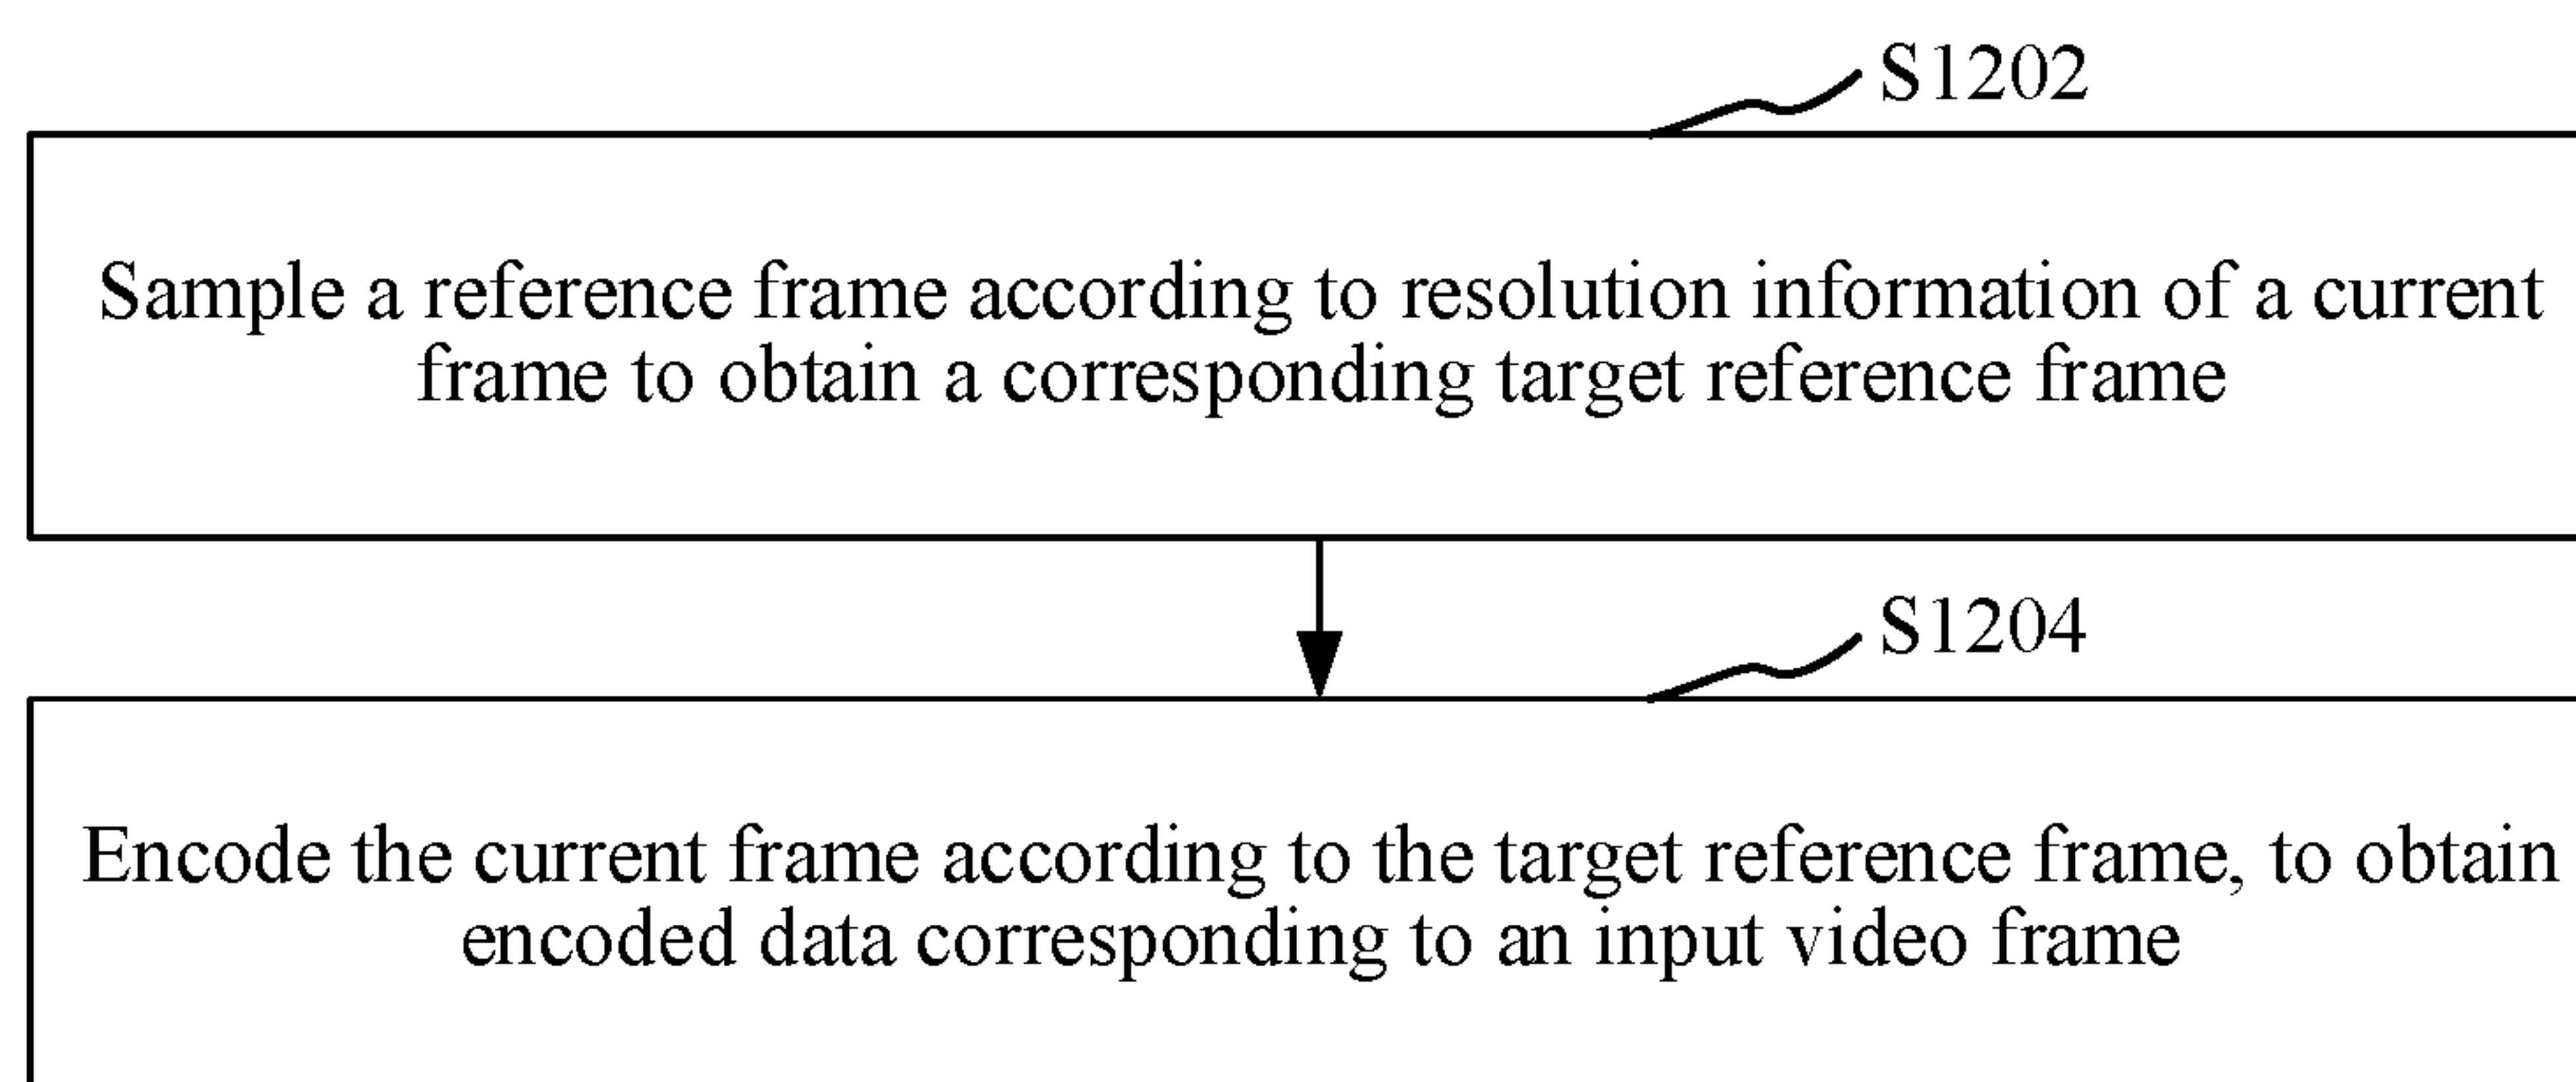 S1202
Sample a reference frame according to resolution information of a current
frame to obtain a corresponding target reference frame
S1204
Encode the current frame according to the target reference frame, to obtain
encoded data corresponding to an input video frame